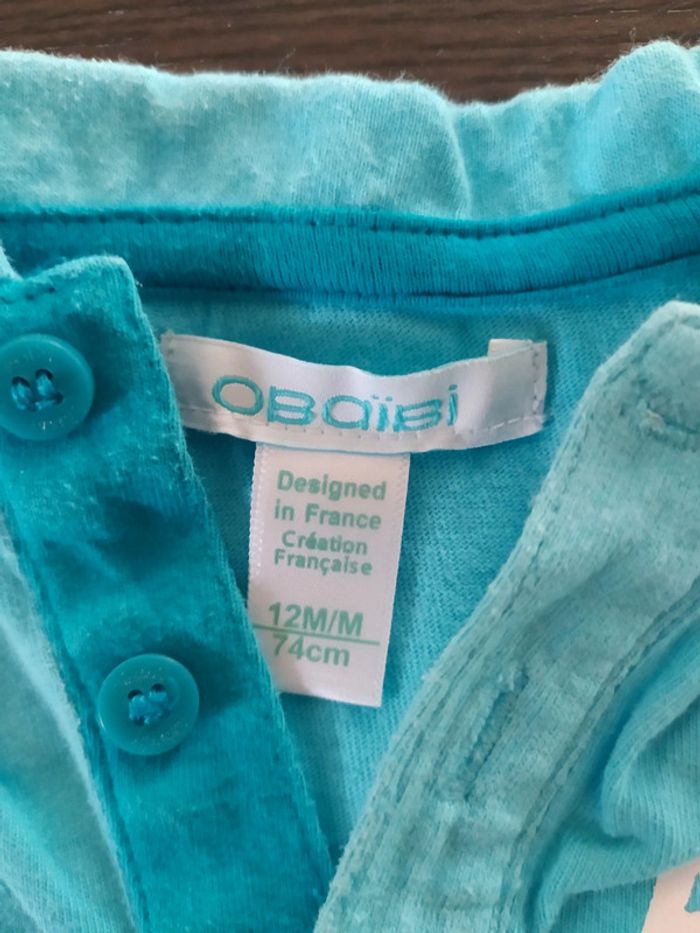 OBaïBi
Designed
in France
Création
Française
12M/M
74cm